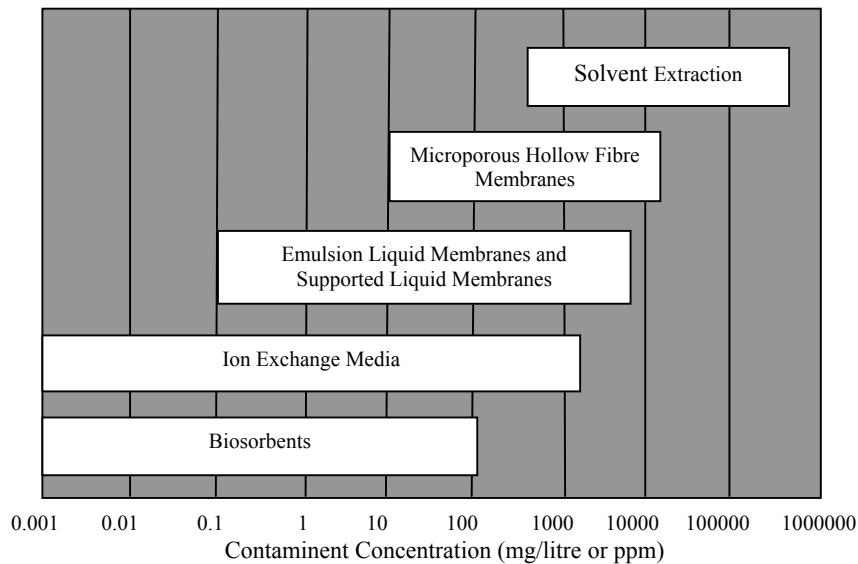 Solvent Extraction
Microporous Hollow Fibre
Membranes
Emulsion Liquid Membranes and
Supported Liquid Membranes
Ion Exchange Media
Biosorbents
0.001 0.01 0.1 1 10 100 1000 10000 100000 1000000
Contaminent Concentration (mg/litre or ppm)